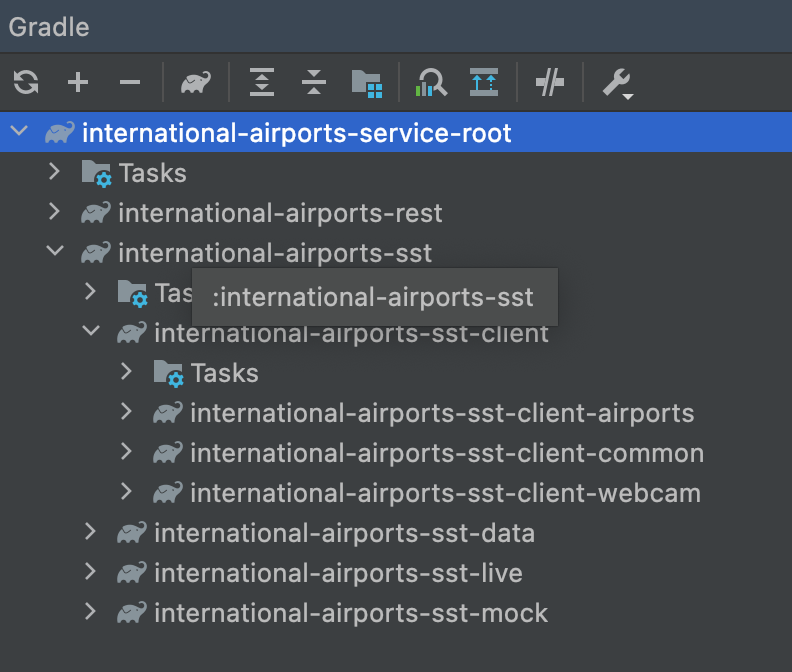 Gradle
international-airports-service-root
Tasks
international-airports-rest
international-airports-sst
Tas
:international-airports-sst
international-airports-sst-client
Tasks
international-airports-sst-client-airports
international-airports-sst-client-common
international-airports-sst-client-webcam
international-airports-sst-data
international-airports-sst-live
international-airports-sst-mock